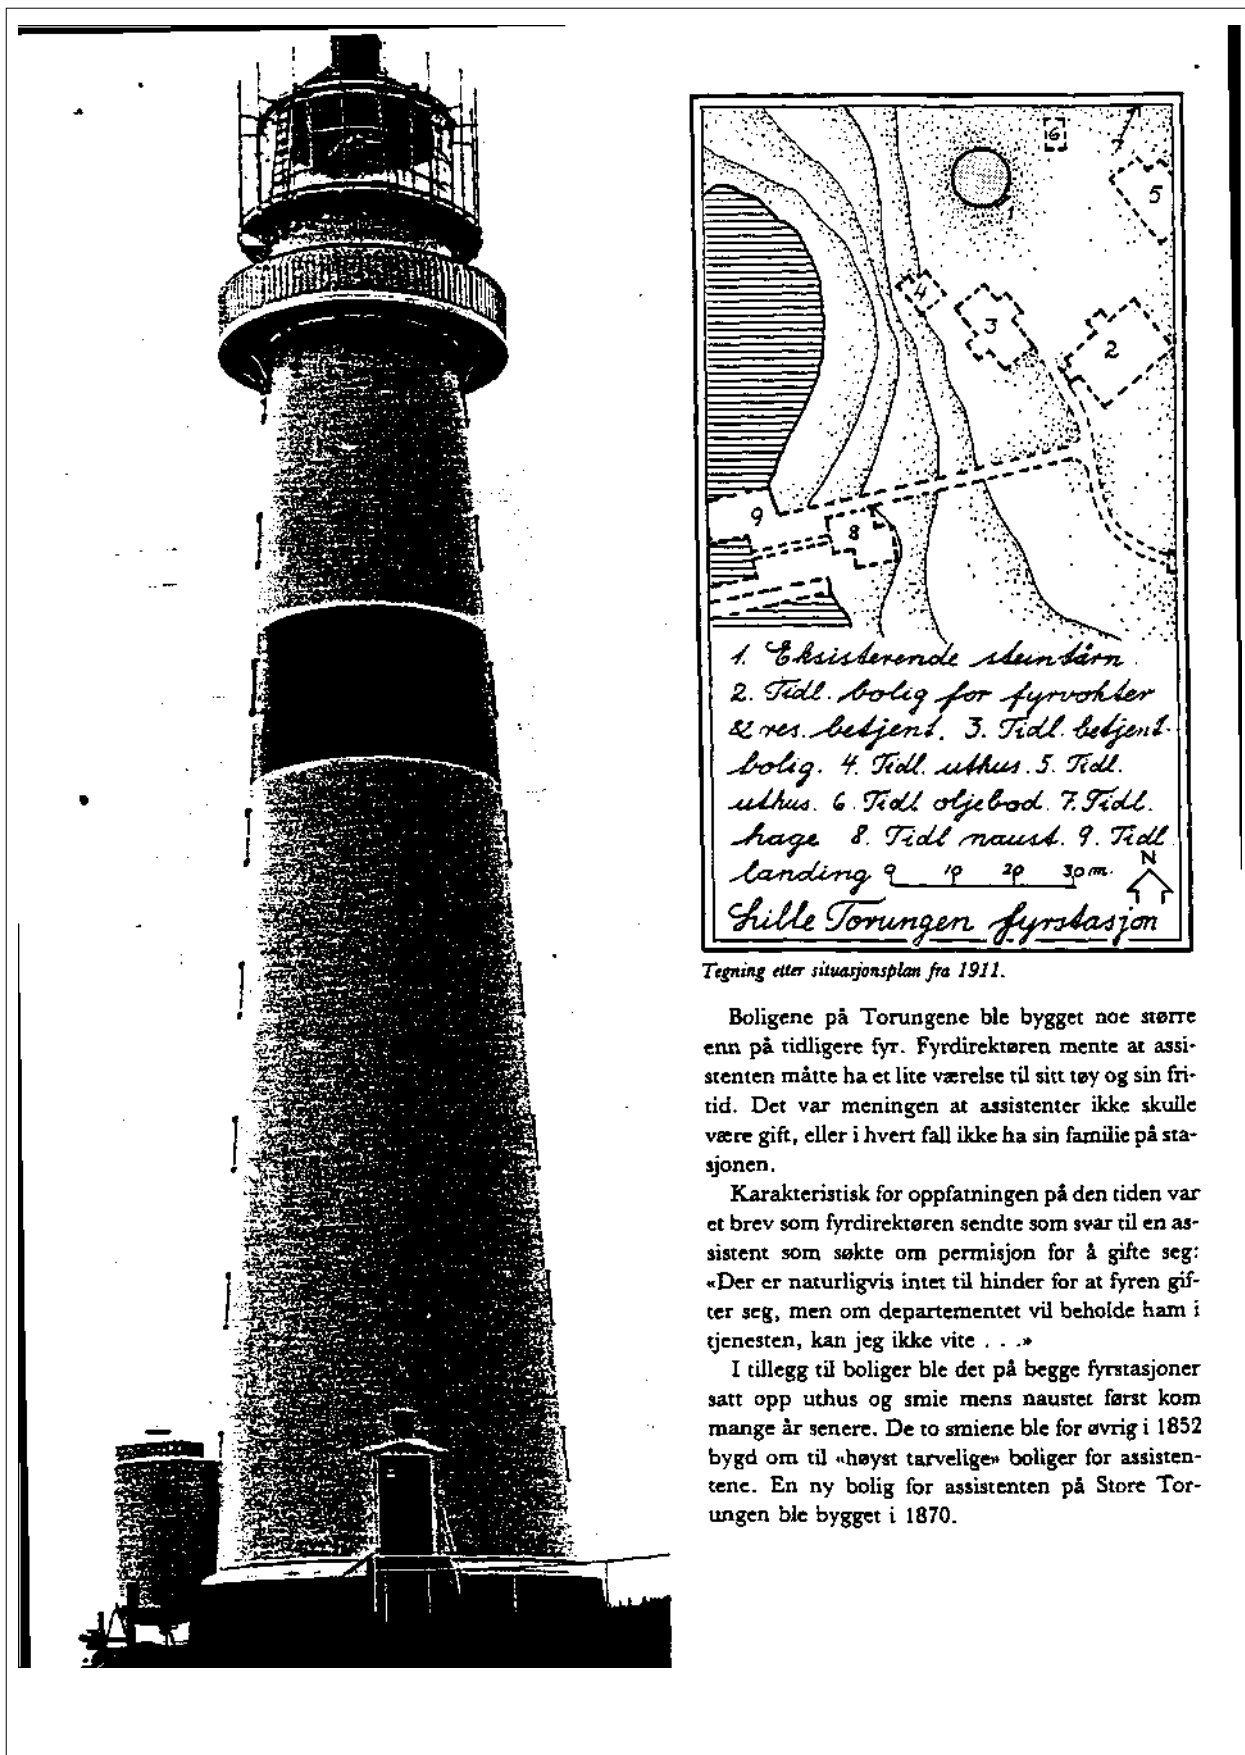 6
5
1
4
3
2
9
8
1. Eksisterende steintårn.
2. Tidl. bolig for fyrvokter
& res. betjent. 3. Tidl. betjent-
bolig. 4. Tidl. uthus. 5. Tidl.
uthus. 6. Tidl oljebod. 7. Tidl.
hage 8. Tidl naust. 9. Tidl
landing 0 10 20 30 m. N
Lille Torungen fyrstasjon
Tegning etter situasjonsplan fra 1911.
Boligene på Torungene ble bygget noe større
enn på tidligere fyr. Fyrdirektøren mente at assi-
stenten måtte ha et lite værelse til sitt tøy og sin fri-
tid. Det var meningen at assistenter ikke skulle
være gift, eller i hvert fall ikke ha sin familie på sta-
sjonen.
Karakteristisk for oppfatningen på den tiden var
et brev som fyrdirektøren sendte som svar til en as-
sistent som søkte om permisjon for å gifte seg:
«Der er naturligvis intet til hinder for at fyren gif-
ter seg, men om departementet vil beholde ham i
tjenesten, kan jeg ikke vite . . .»
I tillegg til boliger ble det på begge fyrstasjoner
satt opp uthus og smie mens naustet først kom
mange år senere. De to smiene ble for øvrig i 1852
bygd om til «høyst tarvelige» boliger for assisten-
tene. En ny bolig for assistenten på Store Tor-
ungen ble bygget i 1870.